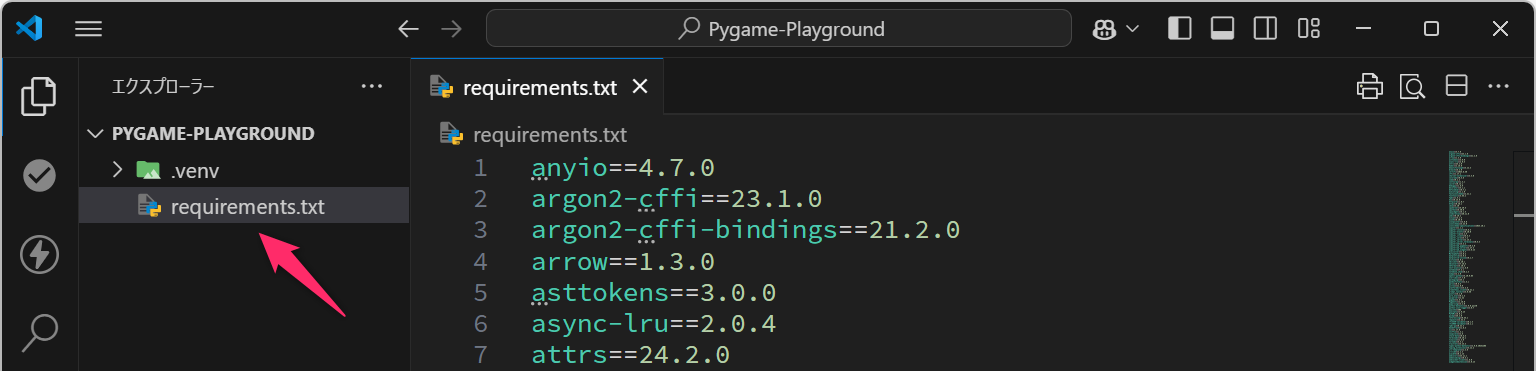 Pygame-Playground
エクスプローラー
PYGAME-PLAYGROUND
.venv
requirements.txt
requirements.txt
requirements.txt
1 anyio==4.7.0
2 argon2-cffi==23.1.0
3 argon2-cffi-bindings==21.2.0
4 arrow==1.3.0
5 asttokens==3.0.0
6 async-lru==2.0.4
7 attrs==24.2.0